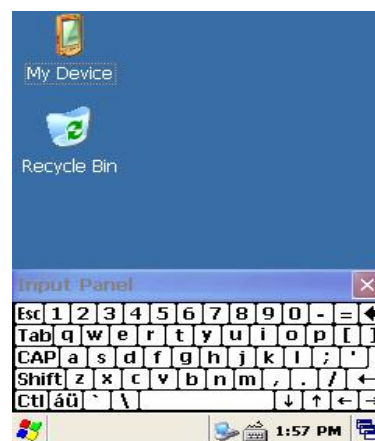 My Device
Recycle Bin
Input Panel
Esc 1 2 3 4 5 6 7 8 9 0 - =
Tab q w e r t y u i o p [ ]
CAP a s d f g h j k l ; '
Shift z x c v b n m , . /
Ctl áü ` \ ↓ ↑ ← →
1:57 PM